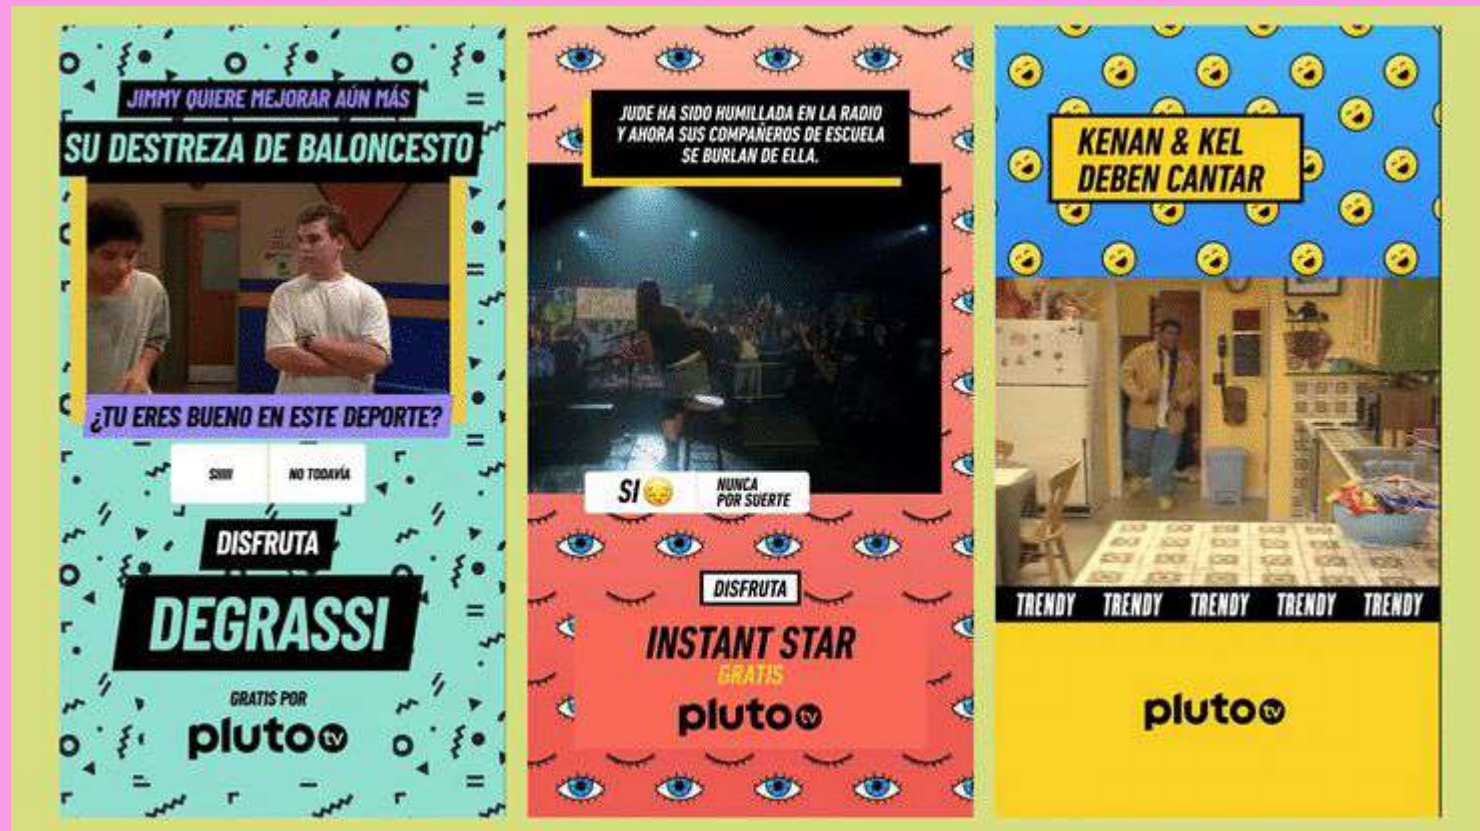 JIMMY QUIERE MEJORAR AÚN MÁS
SU DESTREZA DE BALONCESTO
¿TU ERES BUENO EN ESTE DEPORTE?
SIIII
NO TODAVÍA
DISFRUTA
DEGRASSI
GRATIS POR
pluto tv
JUDE HA SIDO HUMILLADA EN LA RADIO
Y AHORA SUS COMPAÑEROS DE ESCUELA
SE BURLAN DE ELLA.
SI 😔
NUNCA
POR SUERTE
DISFRUTA
INSTANT STAR
GRATIS
pluto tv
KENAN & KEL
DEBEN CANTAR
TRENDY TRENDY TRENDY TRENDY TRENDY
pluto tv